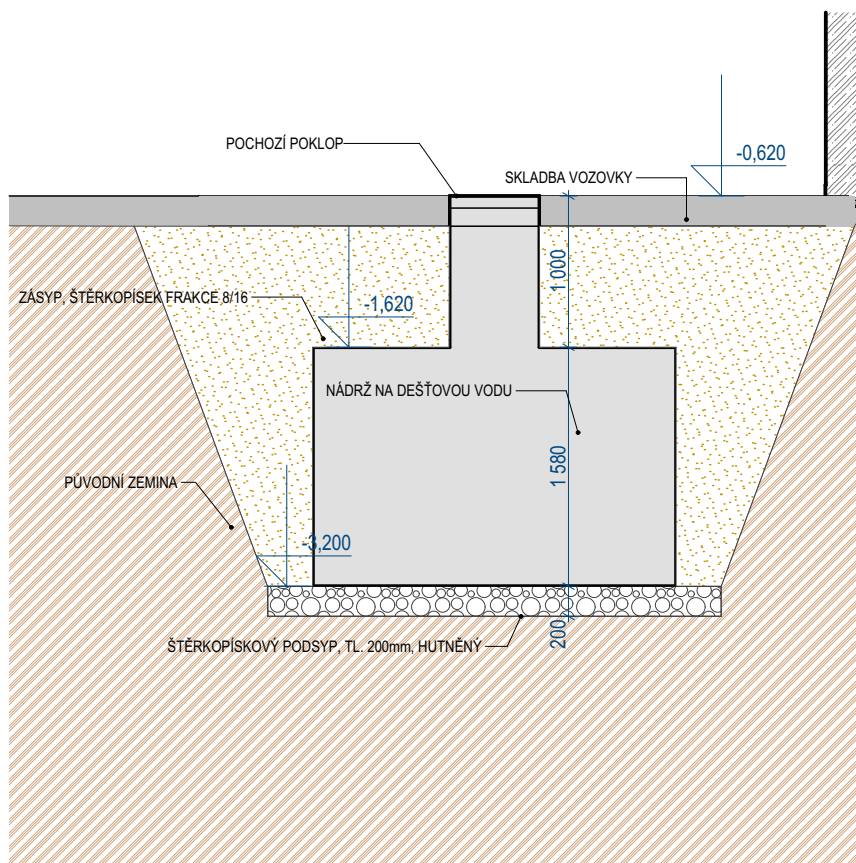 POCHOZÍ POKLOP
-0,620
SKLADBA VOZOVKY
1 000
ZÁSYP, ŠTĚRKOPÍSEK FRAKCE 8/16
-1,620
NÁDRŽ NA DEŠŤOVOU VODU
1 580
PŮVODNÍ ZEMINA
-3,200
200
ŠTĚRKOPÍSKOVÝ PODSYP, TL. 200mm, HUTNĚNÝ